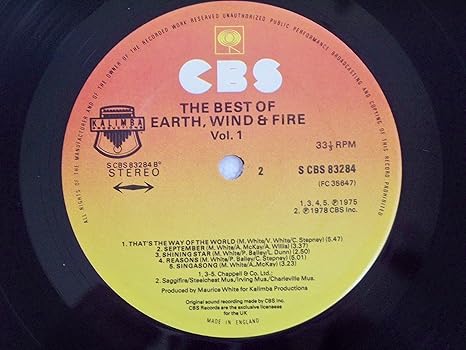 ALL RIGHTS OF THE MANUFACTURER AND OF THE OWNER OF THE RECORDED WORK RESERVED UNAUTHORIZED PUBLIC PERFORMANCE BROADCASTING AND COPYING OF THIS RECORD PROHIBITED
CBS
THE BEST OF
EARTH, WIND & FIRE
Vol. 1
KALIMBA
PRODUCTIONS
33⅓ RPM
S CBS 83284 B°
STEREO
2
S CBS 83284
(FC 35647)
1, 3, 4, 5, ℗ 1975
2. ℗ 1978 CBS Inc.
1. THAT'S THE WAY OF THE WORLD (M. White/V. White/C. Stepney) (5.47)
2. SEPTEMBER (M. White/A. McKay/A. Willis) (3.37)
3. SHINING STAR (M. White/P. Bailey/L. Dunn) (2.50)
4. REASONS (M. White/P. Bailey/C. Stepney) (5.01)
5. SINGASONG (M. White/A. McKay) (3.23)
1, 3-5. Chappell & Co. Ltd.;
2. Saggifire/Steelchest Mus./Irving Mus./Charleville Mus.
Produced by Maurice White for Kalimba Productions
Original sound recording made by CBS Inc.
CBS Records are the exclusive licensees
for the UK
MADE IN ENGLAND